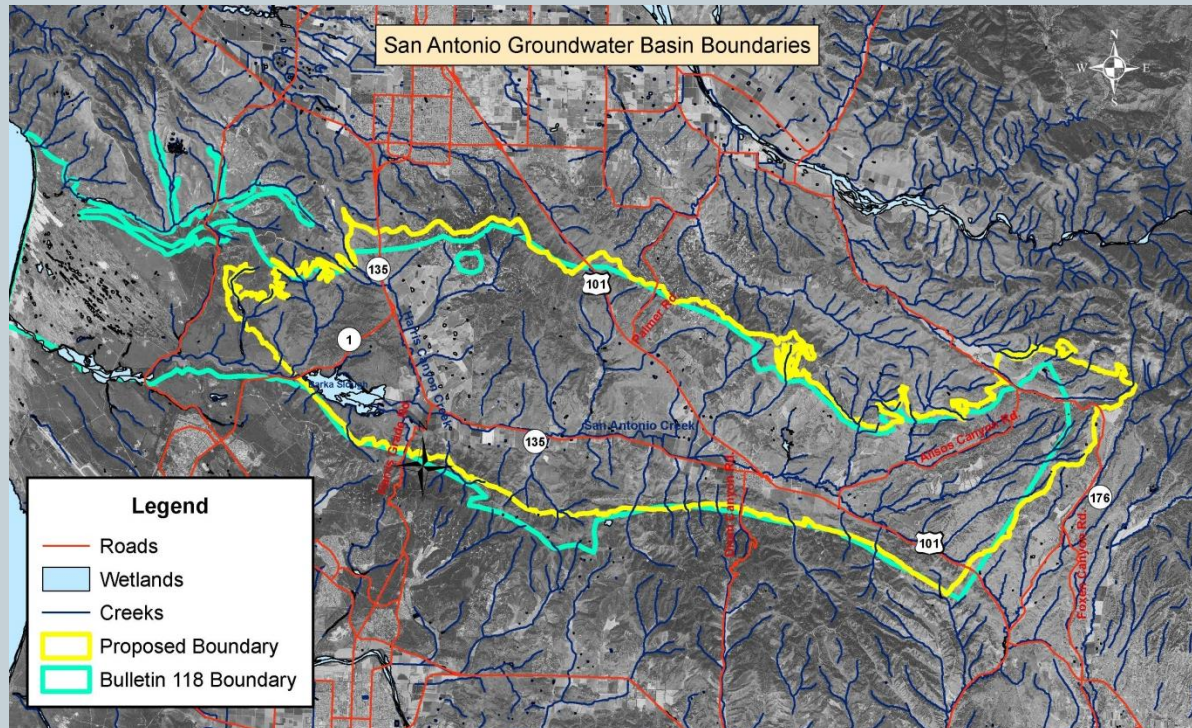 San Antonio Groundwater Basin Boundaries
N
W
E
S
135
101
Palmer Rd
1
Harris Canyon Creek
Barka Slough
San Antonio Creek
135
Alisos Canyon Rd.
176
101
Foxen Canyon Rd.
Legend
Roads
Wetlands
Creeks
Proposed Boundary
Bulletin 118 Boundary